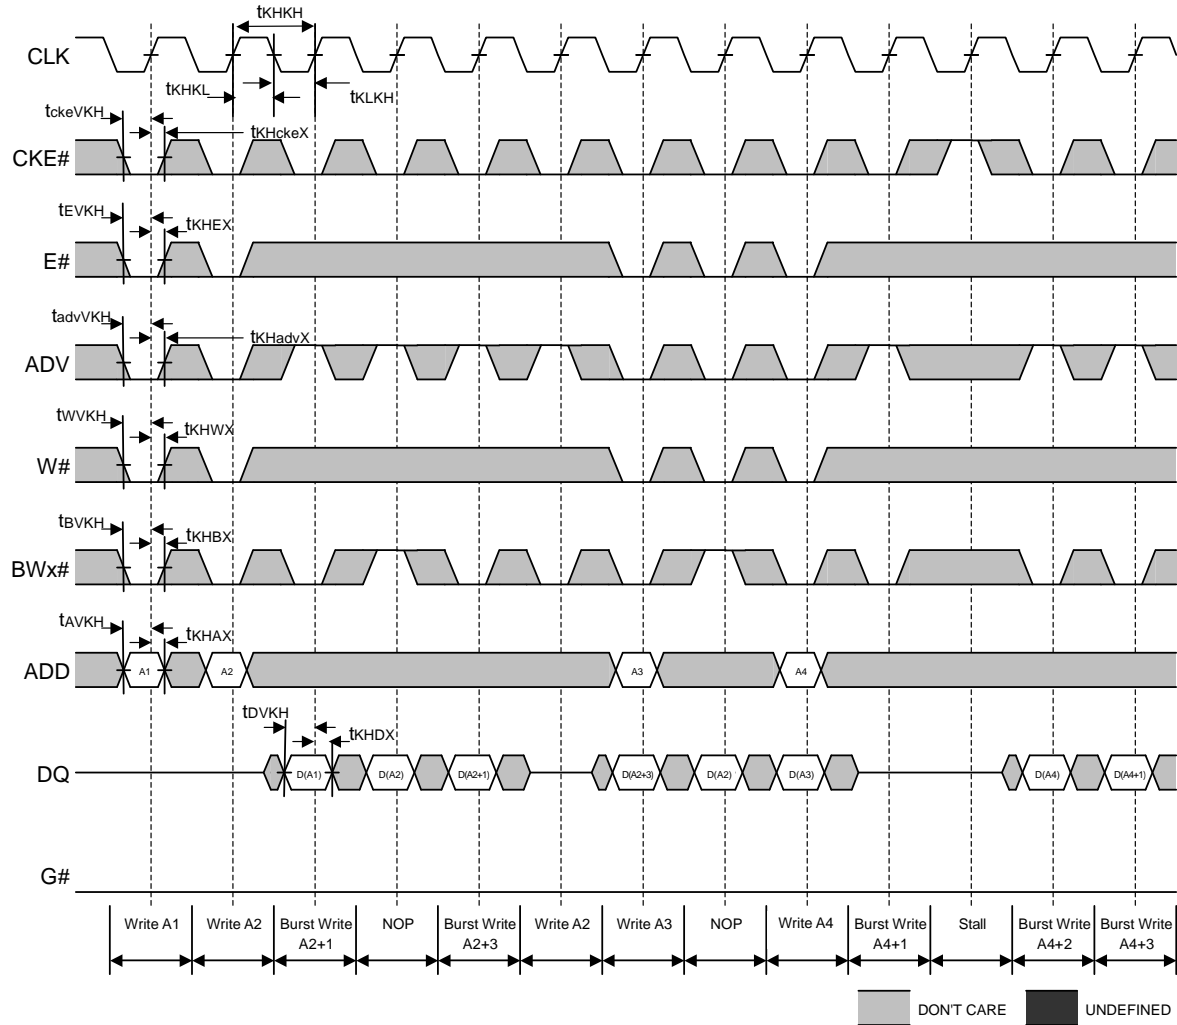 tKHKH
CLK
tKHKL
tKLKH
tckeVKH
tKHckeX
CKE#
tEVKH
tKHEX
E#
tadvVKH
tKHadvX
ADV
tWVKH
tKHWX
W#
tBVKH
tKHBX
BWx#
tAVKH
tKHAX
ADD
A1
A2
A3
A4
tDVKH
tKHDX
DQ
D(A1)
D(A2)
D(A2+1)
D(A2+3)
D(A2)
D(A3)
D(A4)
D(A4+1)
G#
Write A1
Write A2
Burst Write
A2+1
NOP
Burst Write
A2+3
Write A2
Write A3
NOP
Write A4
Burst Write
A4+1
Stall
Burst Write
A4+2
Burst Write
A4+3
DON'T CARE
UNDEFINED